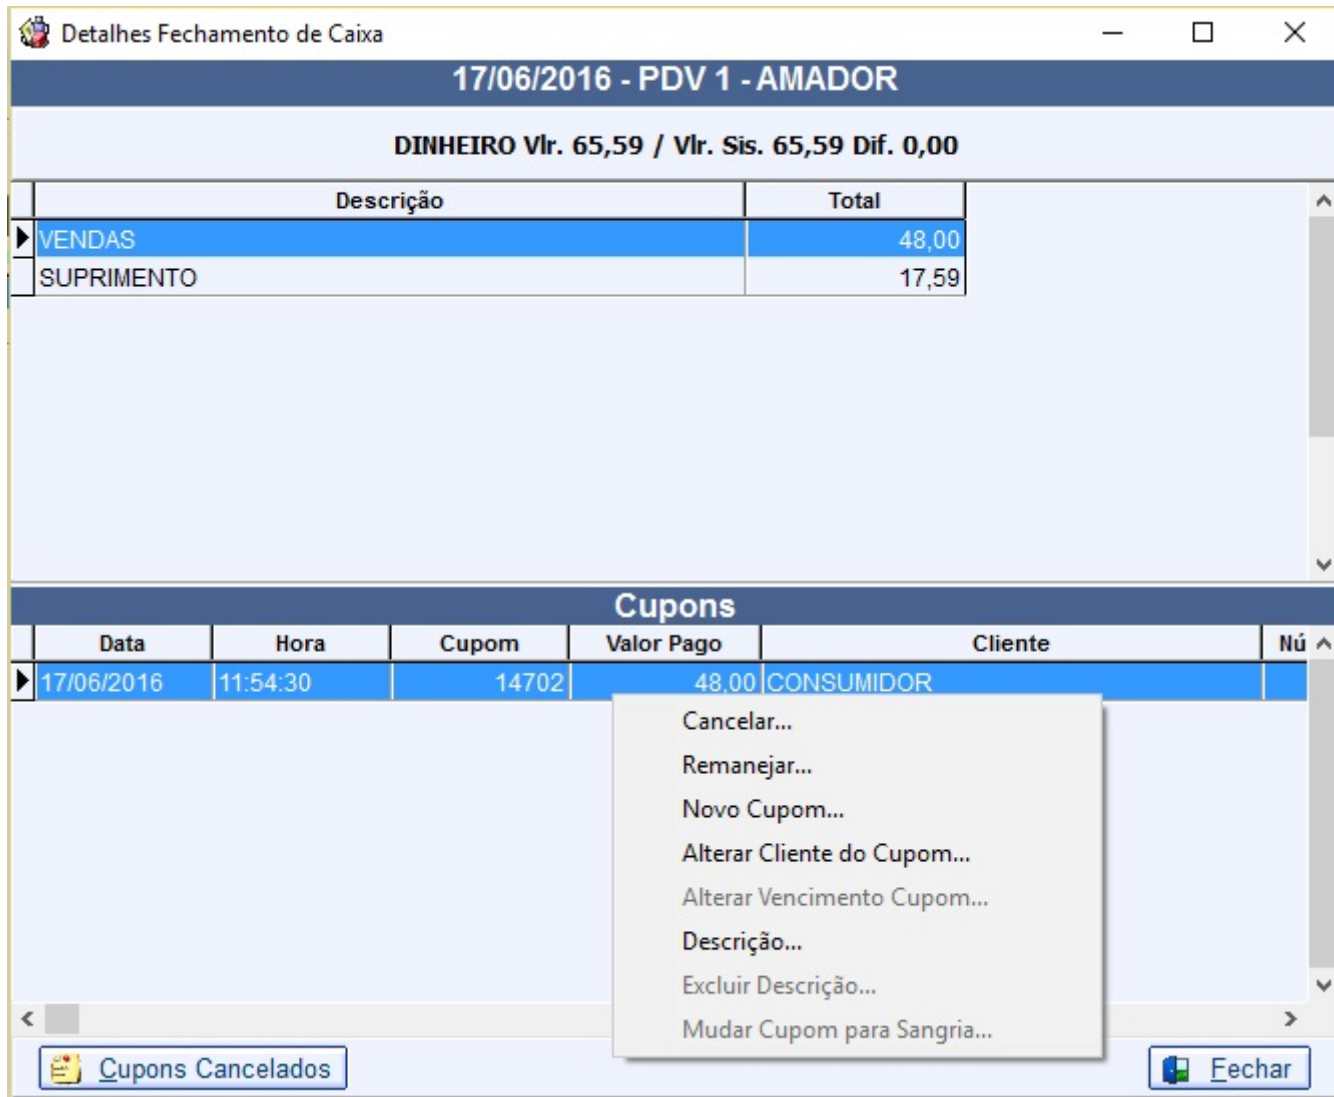 Detalhes Fechamento de Caixa
17/06/2016 - PDV 1 - AMADOR
DINHEIRO Vlr. 65,59 / Vlr. Sis. 65,59 Dif. 0,00
Descrição Total
VENDAS 48,00
SUPRIMENTO 17,59
Cupons
Data Hora Cupom Valor Pago Cliente Nú
17/06/2016 11:54:30 14702 48,00 CONSUMIDOR
Cancelar...
Remanejar...
Novo Cupom...
Alterar Cliente do Cupom...
Alterar Vencimento Cupom...
Descrição...
Excluir Descrição...
Mudar Cupom para Sangria...
Cupons Cancelados Fechar